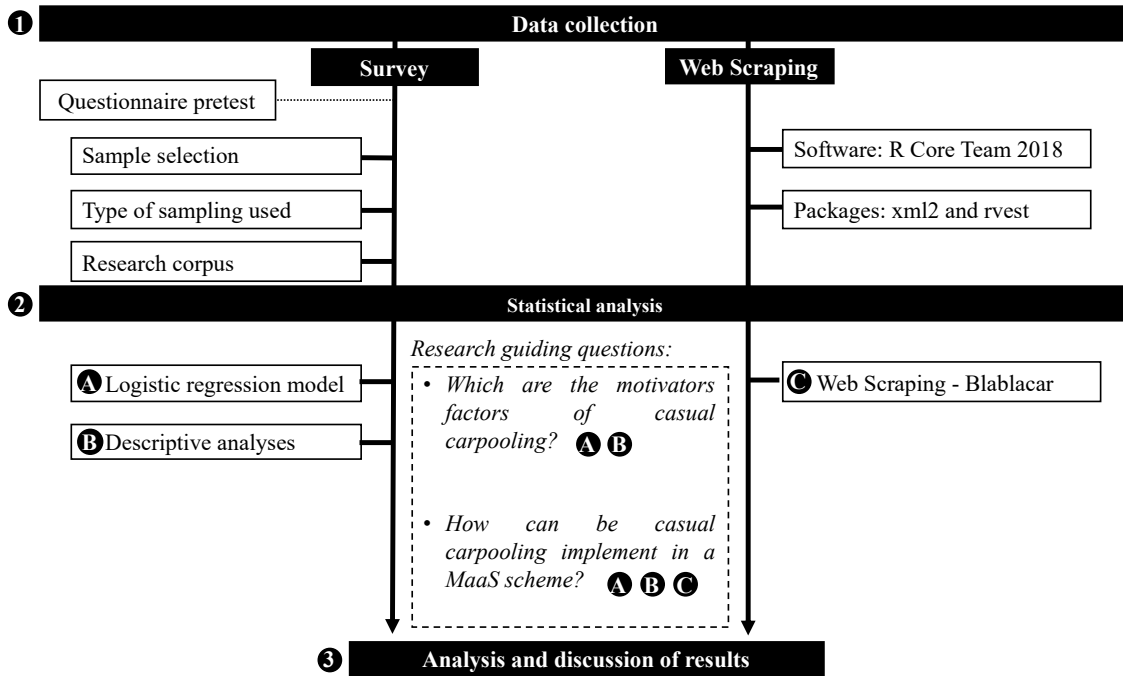 1 Data collection
Survey
Web Scraping
Questionnaire pretest
Sample selection
Type of sampling used
Research corpus
Software: R Core Team 2018
Packages: xml2 and rvest
2 Statistical analysis
A Logistic regression model
B Descriptive analyses
Research guiding questions:
• Which are the motivators
factors of casual
carpooling? A B
• How can be casual
carpooling implement in a
MaaS scheme? A B C
C Web Scraping - Blablacar
3 Analysis and discussion of results